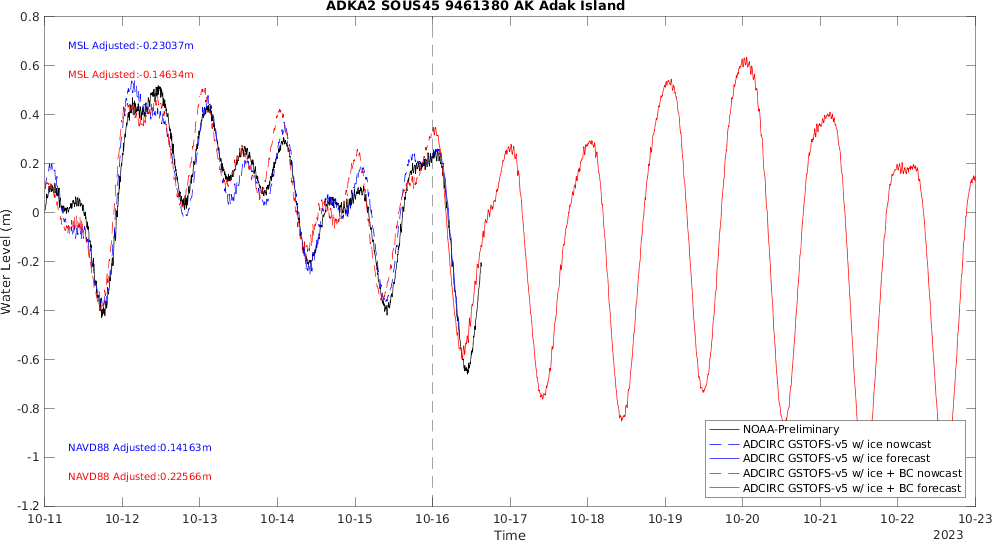 ADKA2 SOUS45 9461380 AK Adak Island
MSL Adjusted:-0.23037m
MSL Adjusted:-0.14634m
NAVD88 Adjusted:0.14163m
NAVD88 Adjusted:0.22566m
Water Level (m)
0.8
0.6
0.4
0.2
0
-0.2
-0.4
-0.6
-0.8
-1
-1.2
NOAA-Preliminary
ADCIRC GSTOFS-v5 w/ ice nowcast
ADCIRC GSTOFS-v5 w/ ice forecast
ADCIRC GSTOFS-v5 w/ ice + BC nowcast
ADCIRC GSTOFS-v5 w/ ice + BC forecast
10-11 10-12 10-13 10-14 10-15 10-16 10-17 10-18 10-19 10-20 10-21 10-22 10-23
Time
2023